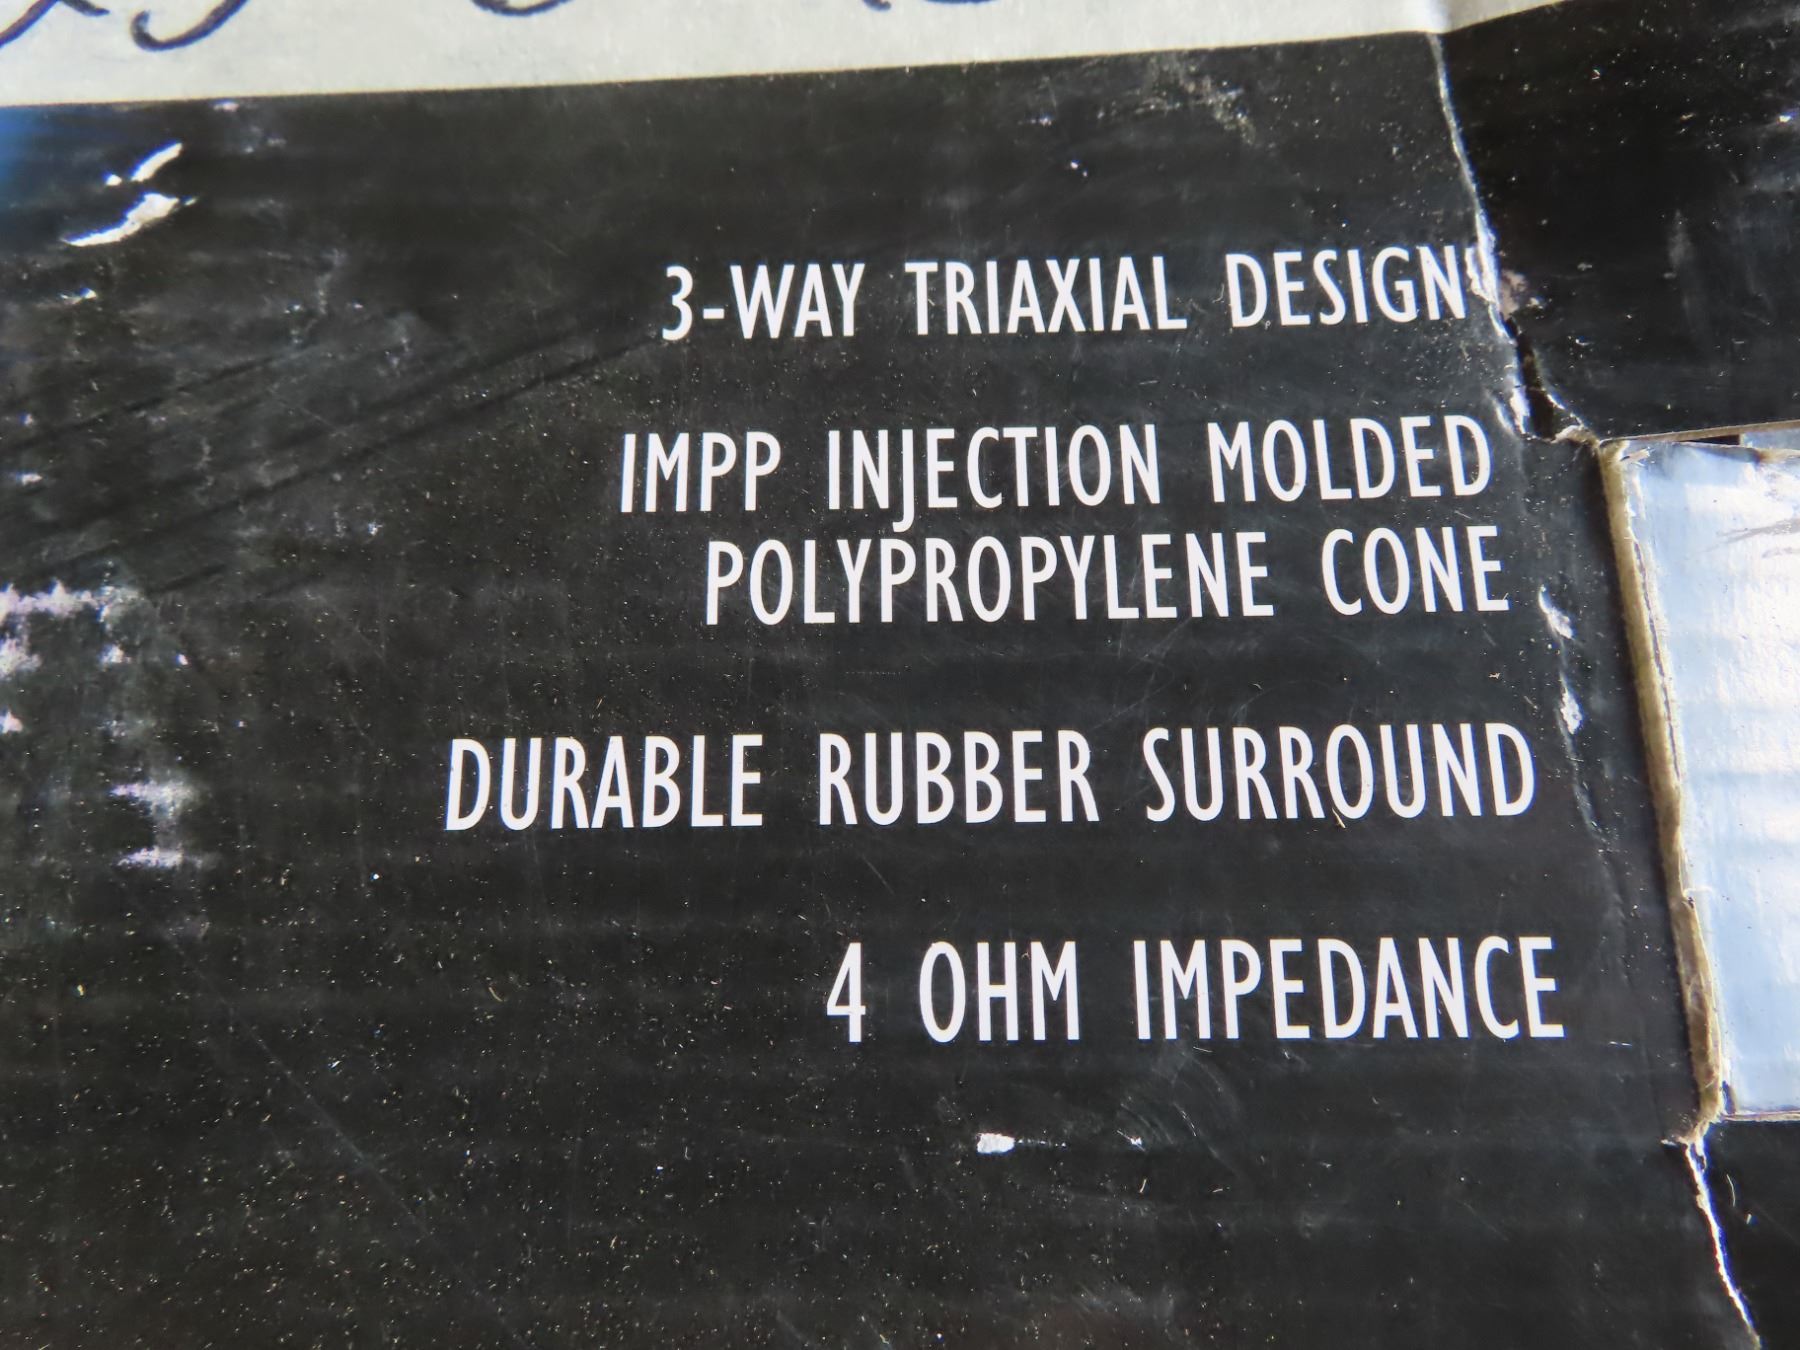 3-WAY TRIAXIAL DESIGN
IMPP INJECTION MOLDED
POLYPROPYLENE CONE
DURABLE RUBBER SURROUND
4 OHM IMPEDANCE